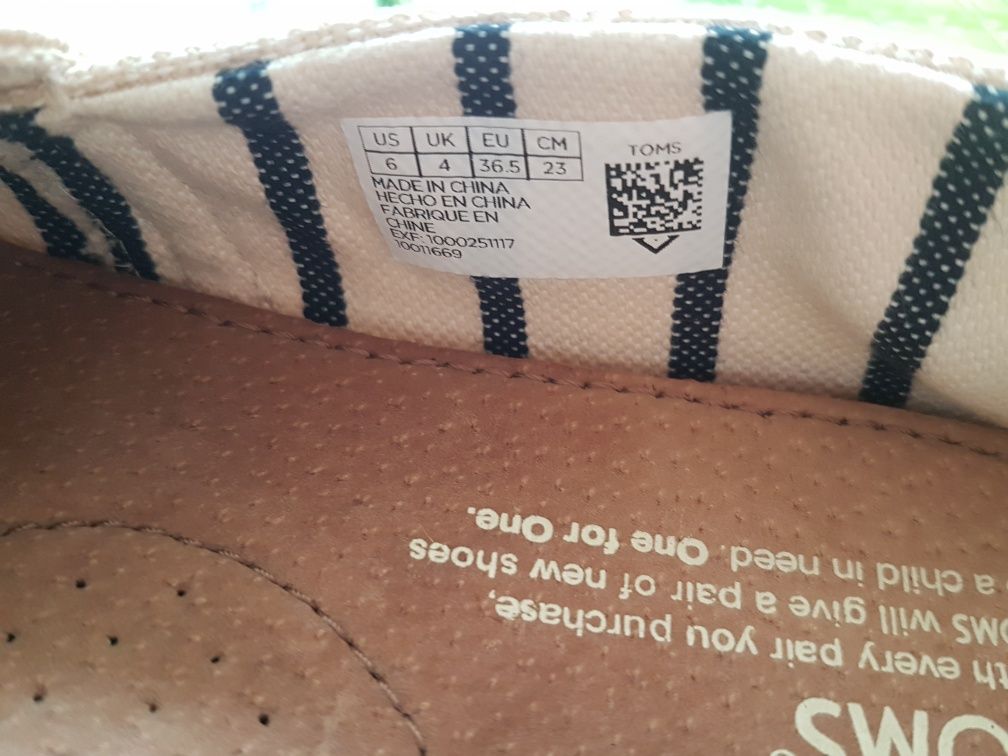 US UK EU CM
6 4 36.5 23
MADE IN CHINA
HECHO EN CHINA
FABRIQUE EN
CHINE
EXF: 1000251117
10011669
TOMS
OMS
th every pair you purchase,
OMS will give a pair of new shoes
a child in need. One for One.